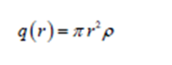 q(r) = πr²ρ